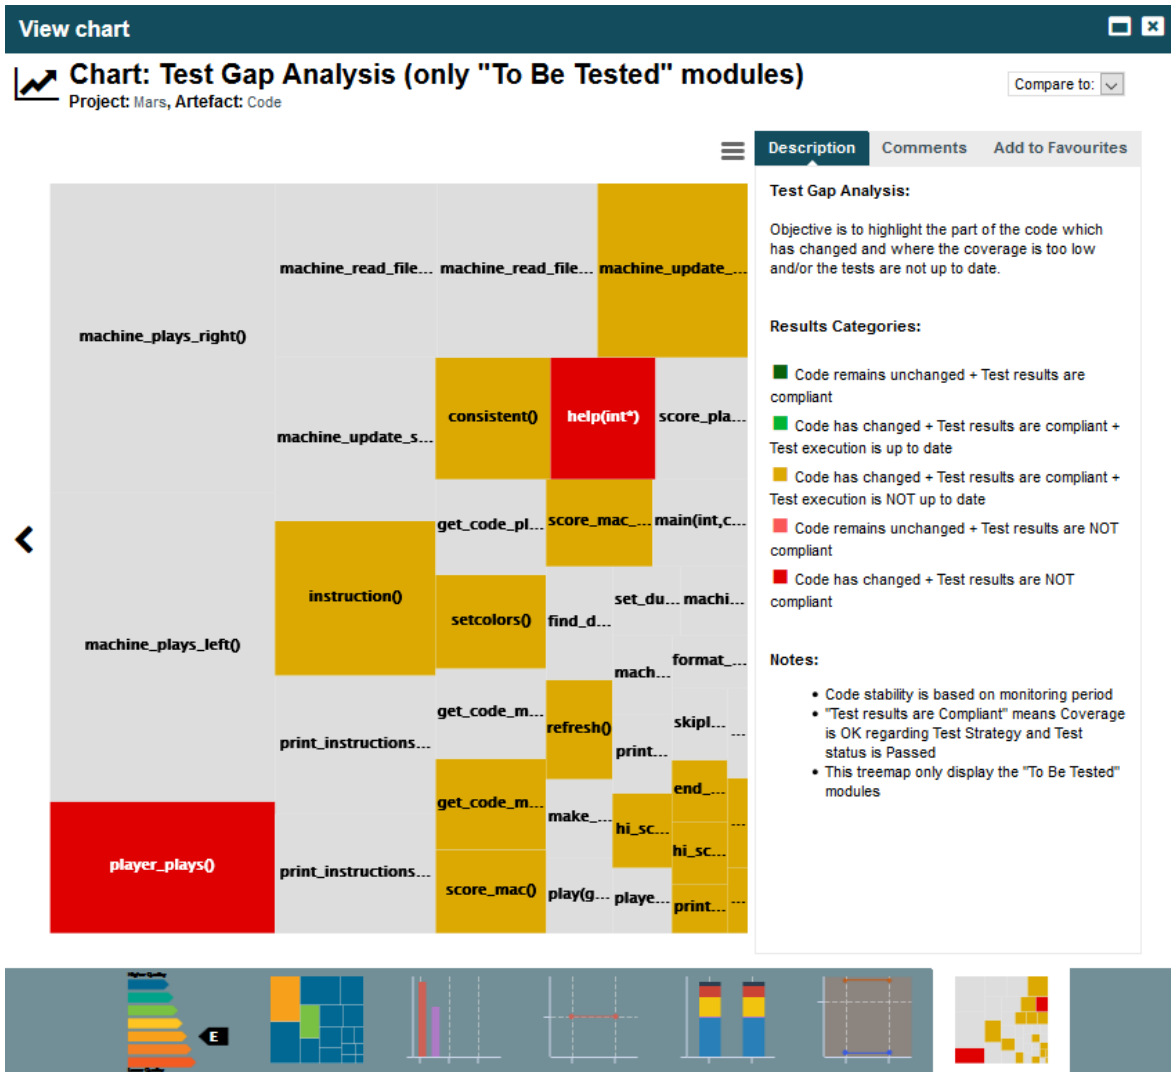 View chart
Chart: Test Gap Analysis (only "To Be Tested" modules)
Project: Mars, Artefact: Code
Compare to:
Description Comments Add to Favourites
machine_plays_right()
machine_read_file...
machine_read_file...
machine_update_...
machine_update_s...
consistent()
help(int*)
score_pla...
get_code_pl...
score_mac_...
main(int,c...
machine_plays_left()
instruction()
setcolors()
find_d...
set_du...
machi...
mach...
format_...
get_code_m...
refresh()
skipl...
...
print_instructions...
print...
get_code_m...
end_...
make_...
hi_sc...
...
hi_sc...
player_plays()
print_instructions...
score_mac()
play(g...
playe...
print...
...
Test Gap Analysis:
Objective is to highlight the part of the code which
has changed and where the coverage is too low
and/or the tests are not up to date.
Results Categories:
Code remains unchanged + Test results are
compliant
Code has changed + Test results are compliant +
Test execution is up to date
Code has changed + Test results are compliant +
Test execution is NOT up to date
Code remains unchanged + Test results are NOT
compliant
Code has changed + Test results are NOT
compliant
Notes:
• Code stability is based on monitoring period
• "Test results are Compliant" means Coverage
is OK regarding Test Strategy and Test
status is Passed
• This treemap only display the "To Be Tested"
modules
Higher Quality
E